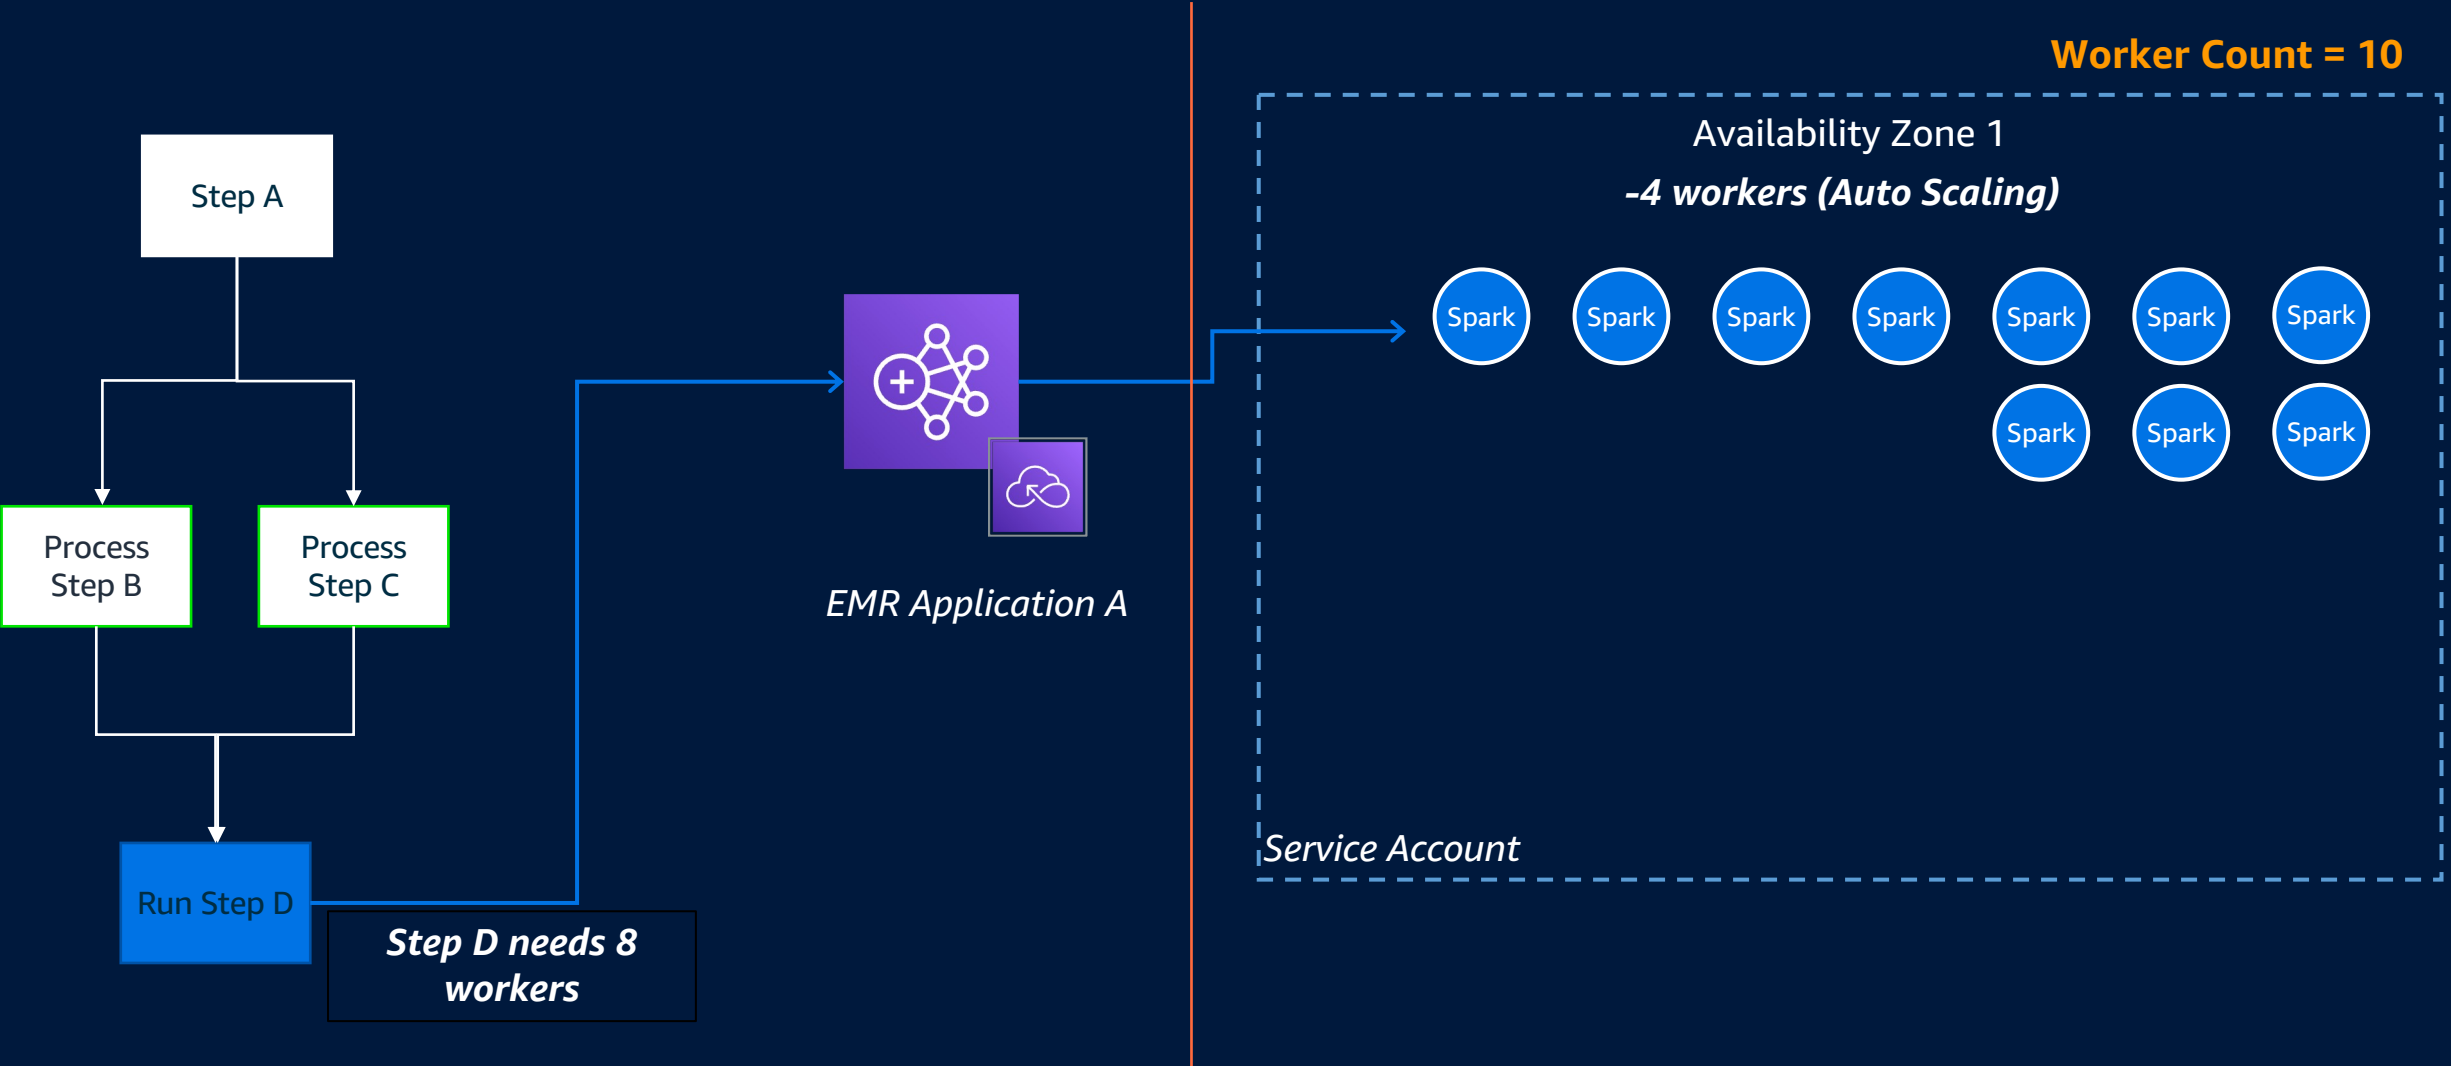 Worker Count = 10
Availability Zone 1
-4 workers (Auto Scaling)
Step A
Spark
Spark
Spark
Spark
Spark
Spark
Spark
Spark
Spark
Spark
Process
Step B
Process
Step C
EMR Application A
Service Account
Run Step D
Step D needs 8
workers